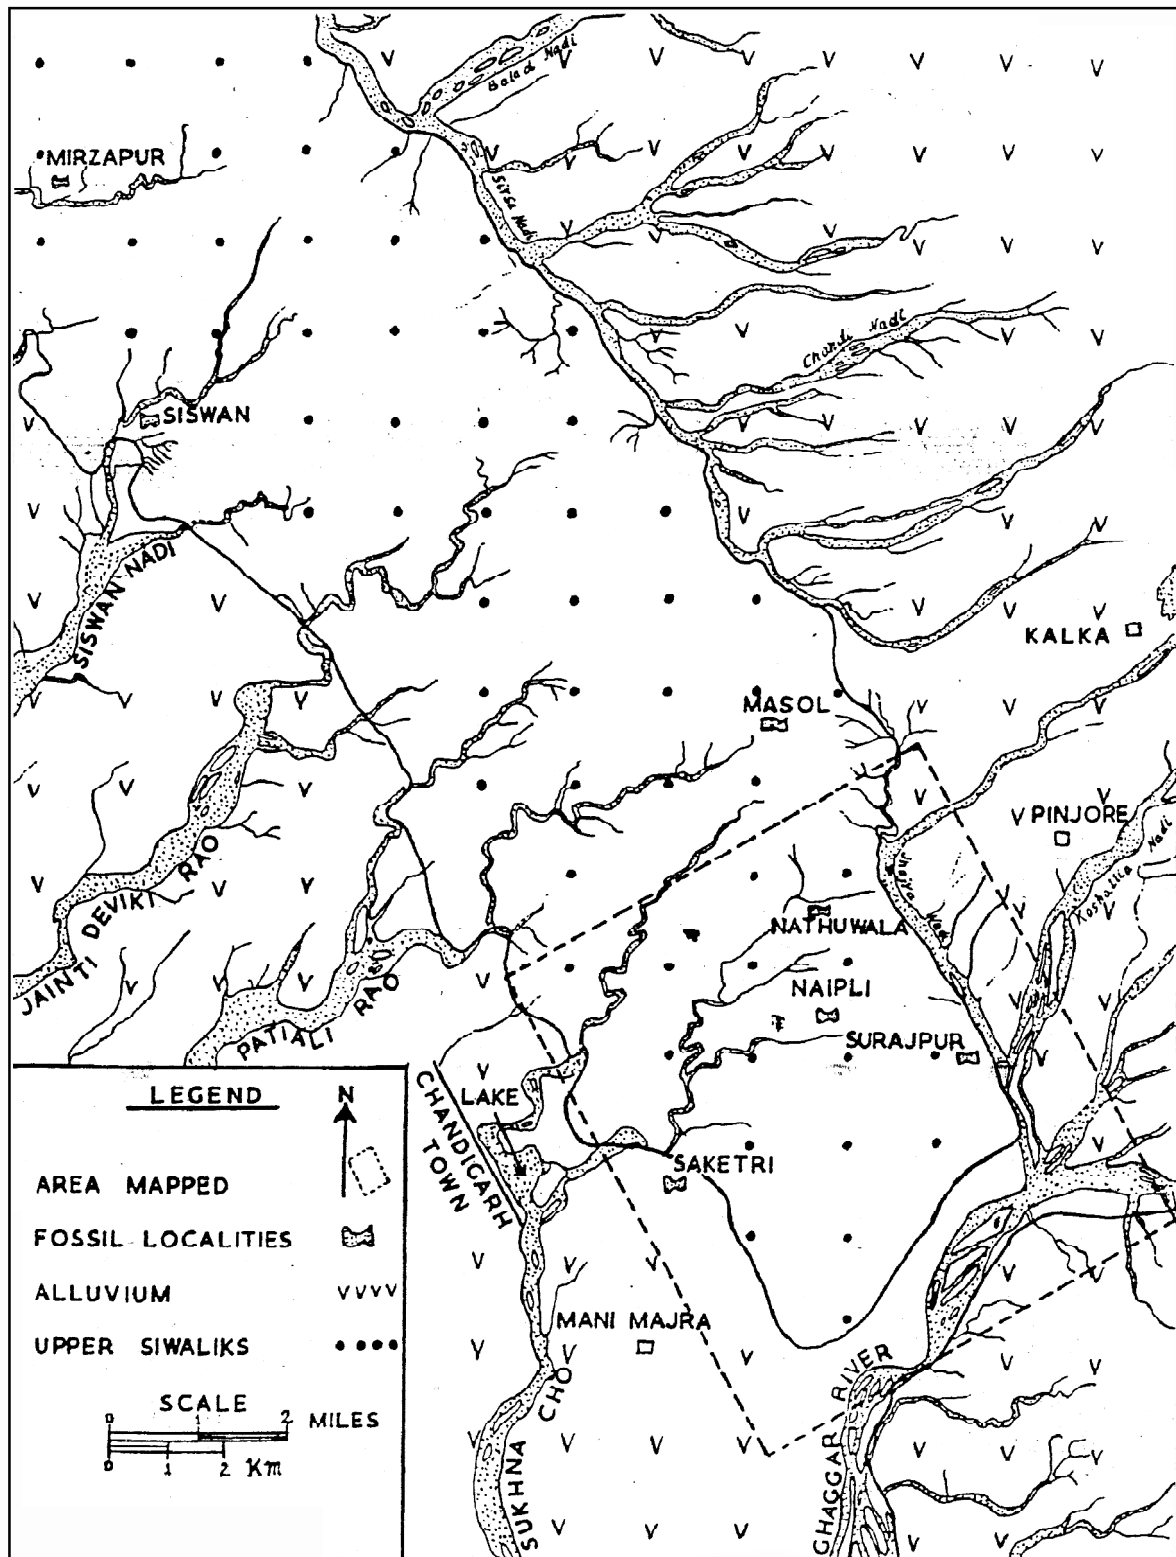 Balad Nadi
MIRZAPUR
Sirsa Nadi
Chandi Nadi
SISWAN
SISWAN NADI
KALKA
MASOL
PINJORE
Koshallia Nadi
JAINTI DEVIKI RAO
PATIALI RAO
Nadi
NATHUWALA
NAIPLI
SURAJPUR
LAKE
CHANDIGARH
TOWN
SAKETRI
MANI MAJRA
SUKHNA CHO
GHAGGAR RIVER
LEGEND
N
AREA MAPPED
FOSSIL LOCALITIES
ALLUVIUM
UPPER SIWALIKS
SCALE
0 1 2 MILES
0 1 2 Km